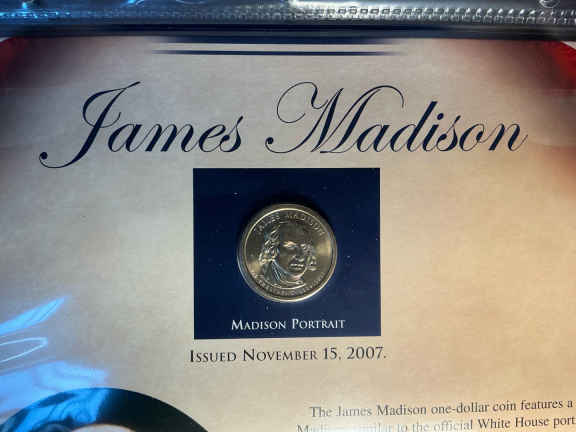 James Madison
JAMES MADISON
MADISON PORTRAIT
ISSUED NOVEMBER 15, 2007.
The James Madison one-dollar coin features a
similar to the official White House port